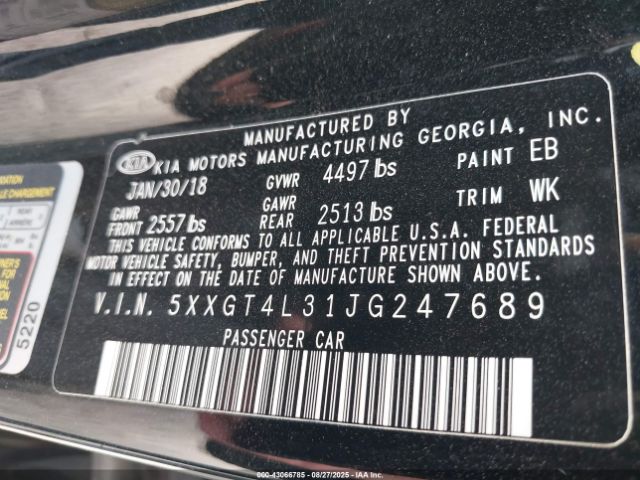 MANUFACTURED BY
KIA KIA MOTORS MANUFACTURING GEORGIA, INC.
JAN/30/18 GVWR 4497 lbs PAINT EB
GAWR FRONT 2557 lbs GAWR REAR 2513 lbs TRIM WK
THIS VEHICLE CONFORMS TO ALL APPLICABLE U.S.A. FEDERAL
MOTOR VEHICLE SAFETY, BUMPER, AND THEFT PREVENTION STANDARDS
IN EFFECT ON THE DATE OF MANUFACTURE SHOWN ABOVE.
V.I.N. 5XXGT4L31JG247689
PASSENGER CAR
5220
000-43066785 - 08/27/2025 - IAA Inc.